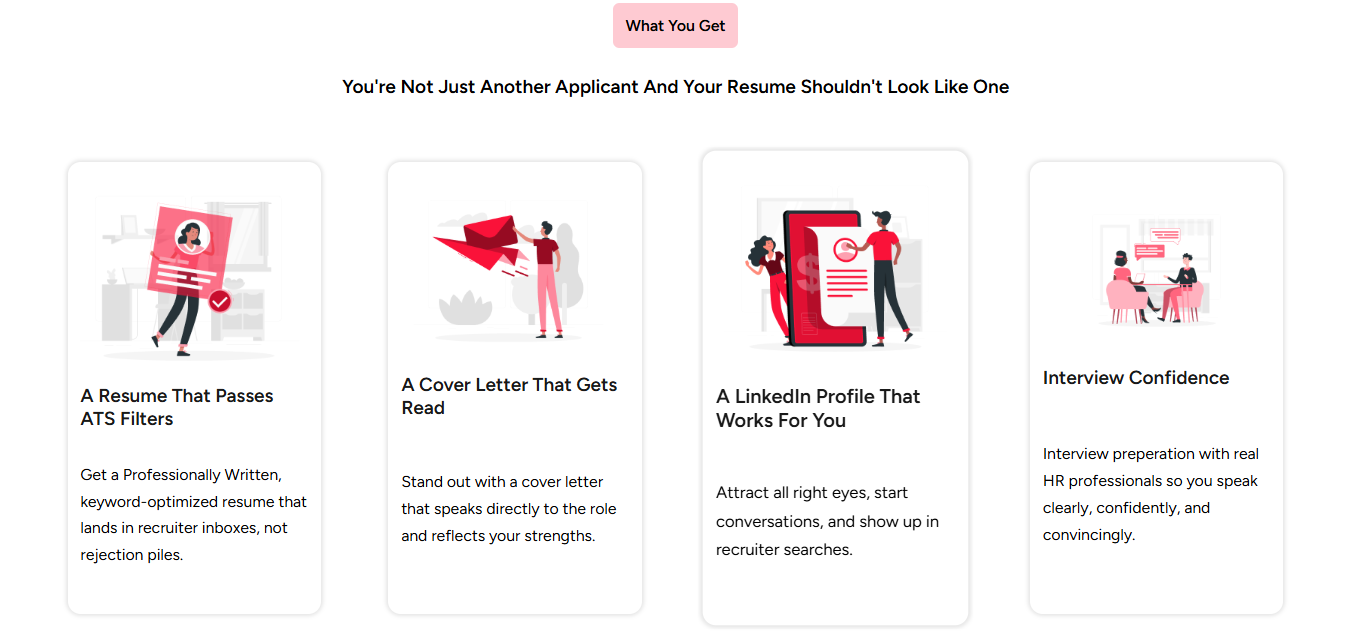 What You Get
You're Not Just Another Applicant And Your Resume Shouldn't Look Like One
A Resume That Passes
ATS Filters
Get a Professionally Written,
keyword-optimized resume that
lands in recruiter inboxes, not
rejection piles.
A Cover Letter That Gets
Read
Stand out with a cover letter
that speaks directly to the role
and reflects your strengths.
A LinkedIn Profile That
Works For You
Attract all right eyes, start
conversations, and show up in
recruiter searches.
Interview Confidence
Interview preperation with real
HR professionals so you speak
clearly, confidently, and
convincingly.